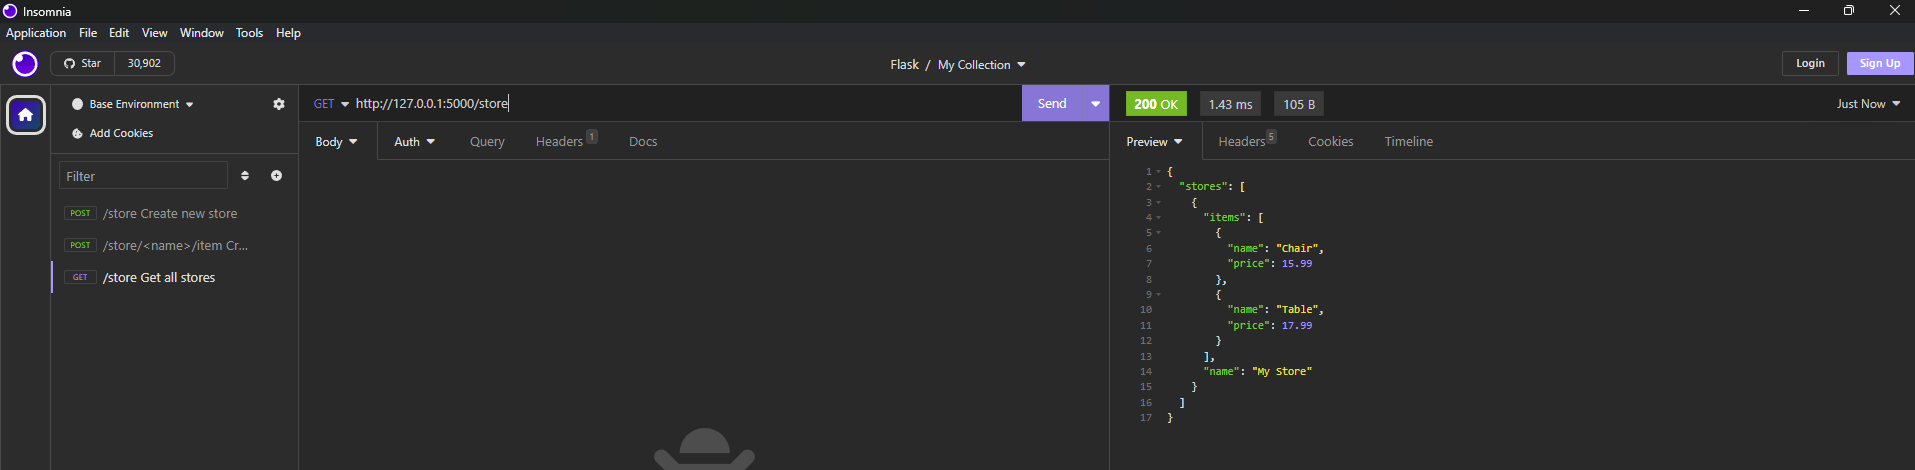 Insomnia
Application File Edit View Window Tools Help
Star 30,902
Flask / My Collection
Login Sign Up
Base Environment
Add Cookies
Filter
POST /store Create new store
POST /store/<name>/item Cr...
GET /store Get all stores
GET http://127.0.0.1:5000/store
Send
Body Auth Query Headers 1 Docs
200 OK 1.43 ms 105 B Just Now
Preview Headers 5 Cookies Timeline
1 {
2 "stores": [
3 {
4 "items": [
5 {
6 "name": "Chair",
7 "price": 15.99
8 },
9 {
10 "name": "Table",
11 "price": 17.99
12 }
13 ],
14 "name": "My Store"
15 }
16 ]
17 }